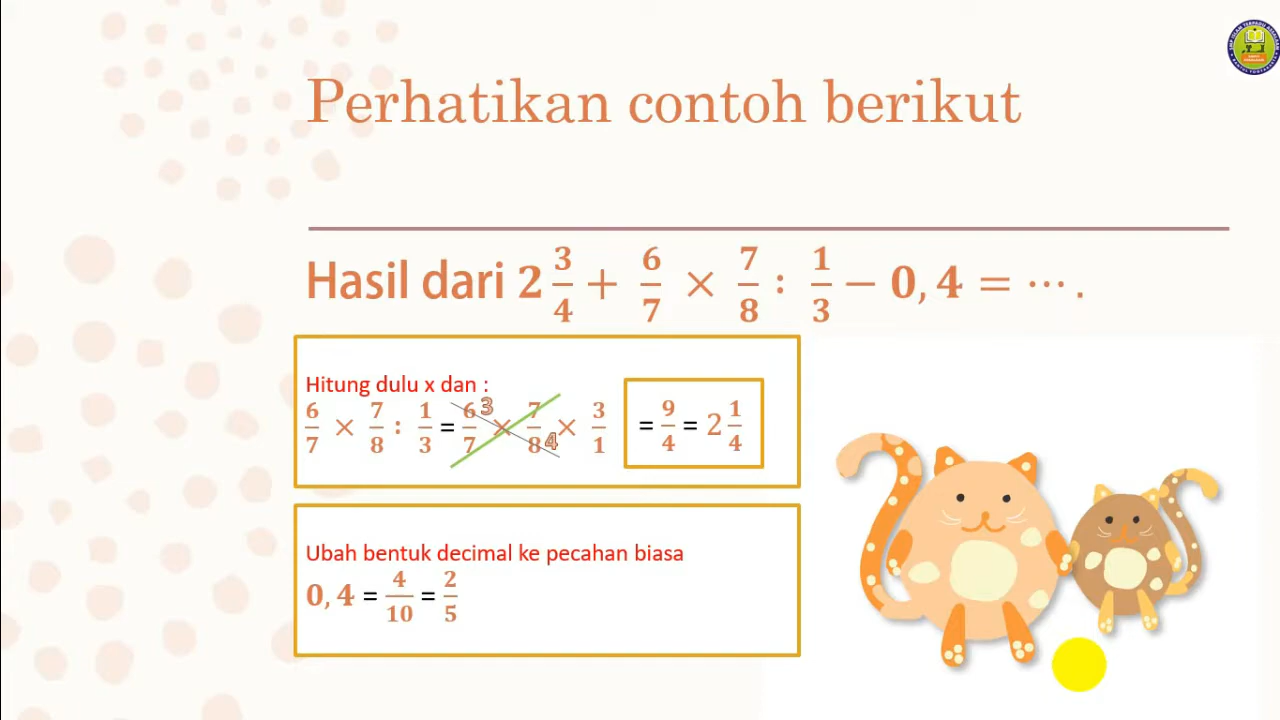 Perhatikan contoh berikut
Hasil dari 2 3/4 + 6/7 × 7/8 : 1/3 − 0, 4 = ⋯ .
Hitung dulu x dan :
6/7 × 7/8 : 1/3 = 6/7 3 × 7/8 4 × 3/1 = 9/4 = 2 1/4
Ubah bentuk decimal ke pecahan biasa
0, 4 = 4/10 = 2/5